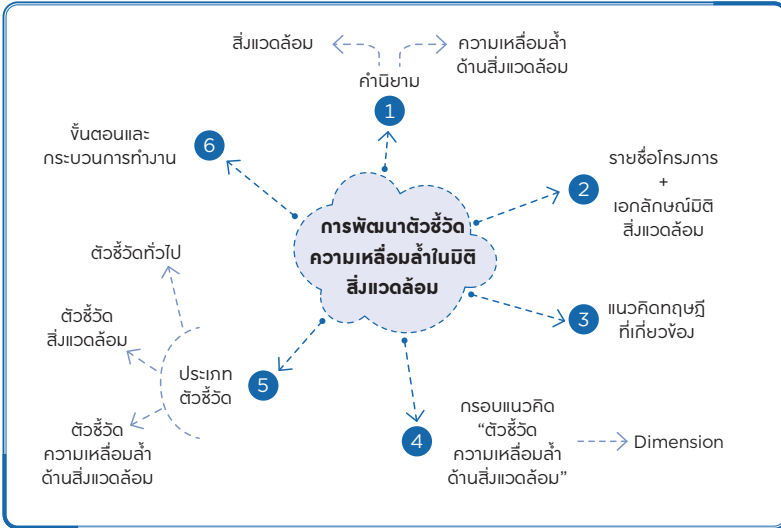 สิ่งแวดล้อม
ความเหลื่อมล้ำ
ด้านสิ่งแวดล้อม
คำนิยาม
1
รายชื่อโครงการ
+
เอกลักษณ์มิติ
สิ่งแวดล้อม
2
แนวคิดทฤษฎี
ที่เกี่ยวข้อง
3
กรอบแนวคิด
“ตัวชี้วัด
ความเหลื่อมล้ำ
ด้านสิ่งแวดล้อม”
4
Dimension
ประเภท
ตัวชี้วัด
5
ตัวชี้วัดทั่วไป
ตัวชี้วัด
สิ่งแวดล้อม
ตัวชี้วัด
ความเหลื่อมล้ำ
ด้านสิ่งแวดล้อม
ขั้นตอนและ
กระบวนการทำงาน
6
การพัฒนาตัวชี้วัด
ความเหลื่อมล้ำในมิติ
สิ่งแวดล้อม